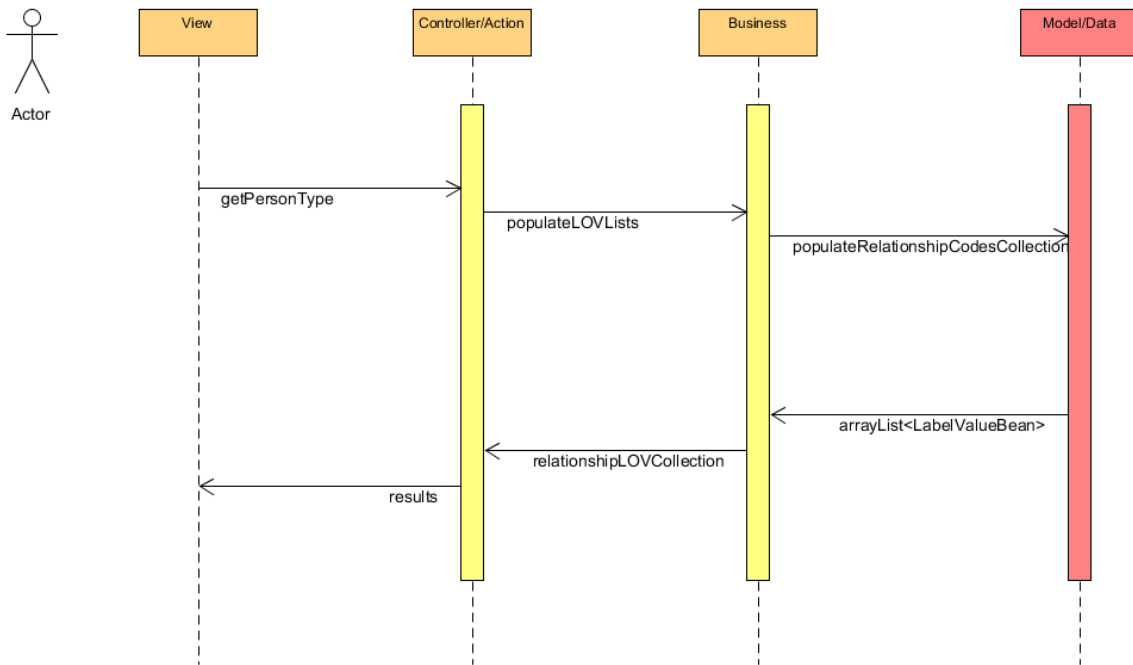 View
Controller/Action
Business
Model/Data
Actor
getPersonType
populateLOVLists
populateRelationshipCodesCollection
arrayList<LabelValueBean>
relationshipLOVCollection
results